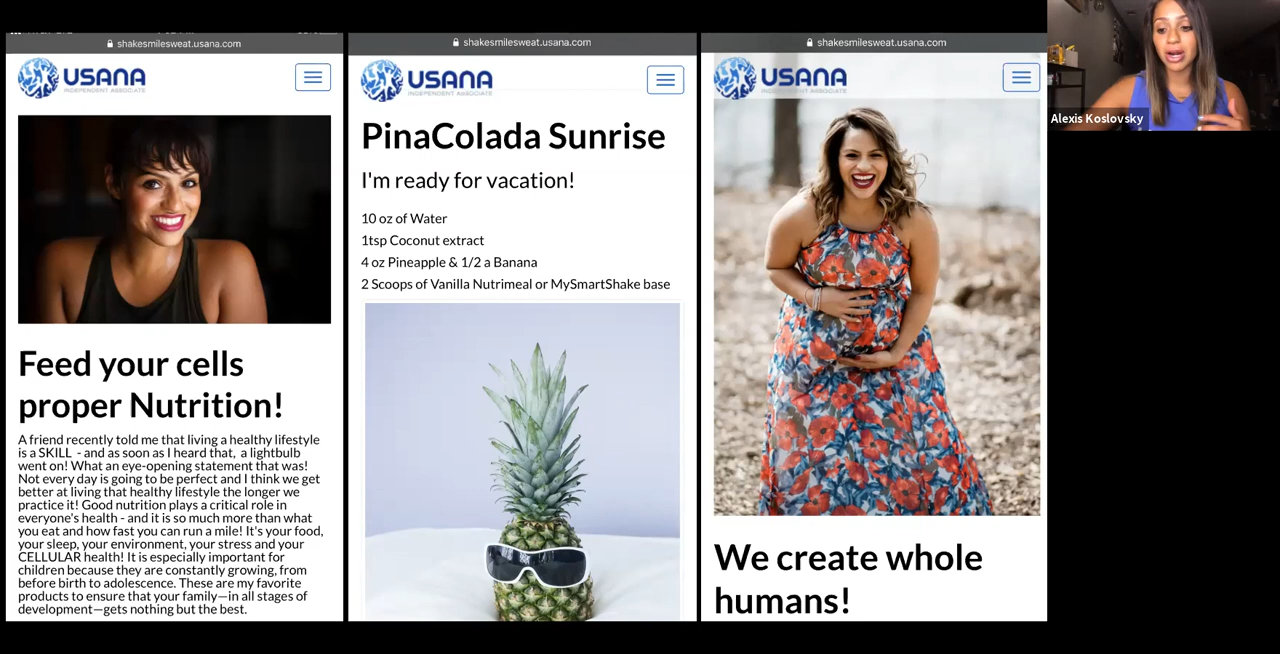 shakesmilesweat.usana.com
USANA
INDEPENDENT ASSOCIATE
Feed your cells
proper Nutrition!
A friend recently told me that living a healthy lifestyle
is a SKILL - and as soon as I heard that, a lightbulb
went on! What an eye-opening statement that was!
Not every day is going to be perfect and I think we get
better at living that healthy lifestyle the longer we
practice it! Good nutrition plays a critical role in
everyone's health - and it is so much more than what
you eat and how fast you can run a mile! It's your food,
your sleep, your environment, your stress and your
CELLULAR health! It is especially important for
children because they are constantly growing, from
before birth to adolescence. These are my favorite
products to ensure that your family—in all stages of
development—gets nothing but the best.
shakesmilesweat.usana.com
USANA
INDEPENDENT ASSOCIATE
PinaColada Sunrise
I'm ready for vacation!
10 oz of Water
1tsp Coconut extract
4 oz Pineapple & 1/2 a Banana
2 Scoops of Vanilla Nutrimeal or MySmartShake base
shakesmilesweat.usana.com
USANA
INDEPENDENT ASSOCIATE
We create whole
humans!
Alexis Koslovsky